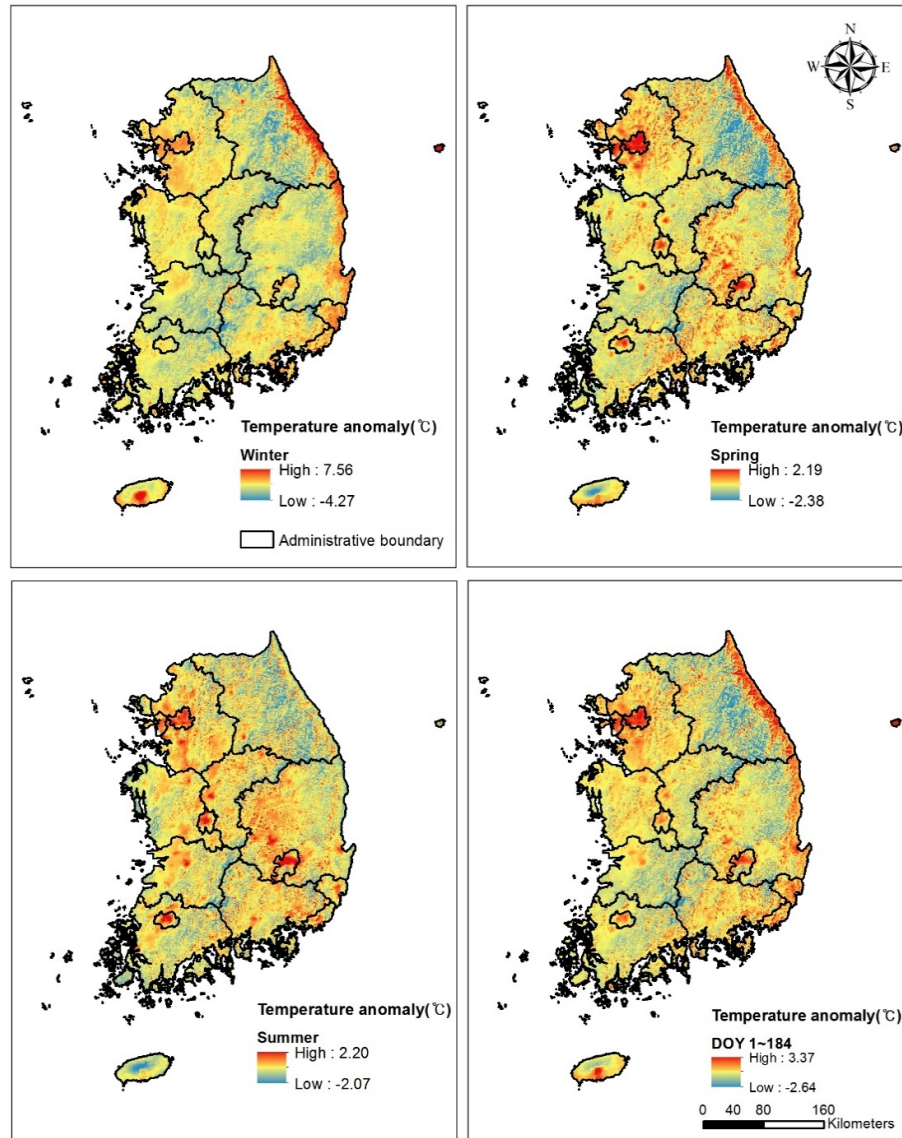 N
W E
S
Temperature anomaly(℃)
Winter
High : 7.56
Low : -4.27
Administrative boundary
Temperature anomaly(℃)
Spring
High : 2.19
Low : -2.38
Temperature anomaly(℃)
Summer
High : 2.20
Low : -2.07
Temperature anomaly(℃)
DOY 1~184
High : 3.37
Low : -2.64
0 40 80 160
Kilometers